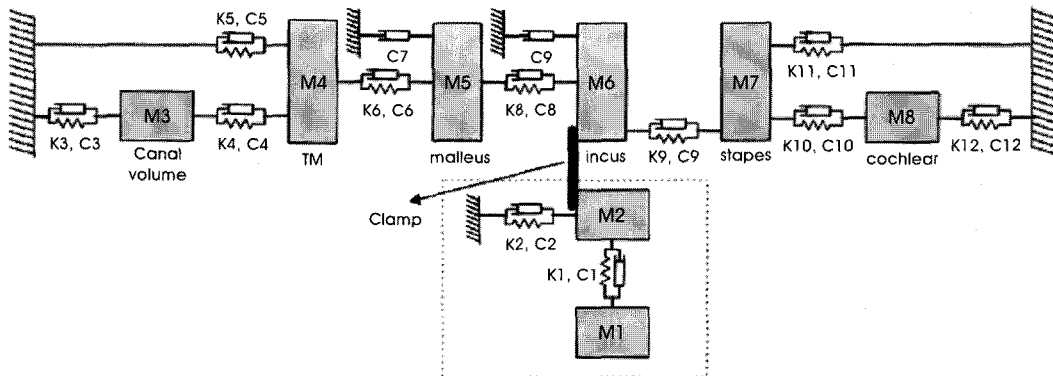 K5, C5
C7
C9
K11, C11
M4
M5
M6
M7
K6, C6
K8, C8
M3
M8
K3, C3
K4, C4
K9, C9
K10, C10
K12, C12
Canal
volume
TM
malleus
incus
stapes
cochlear
Clamp
M2
K2, C2
K1, C1
M1